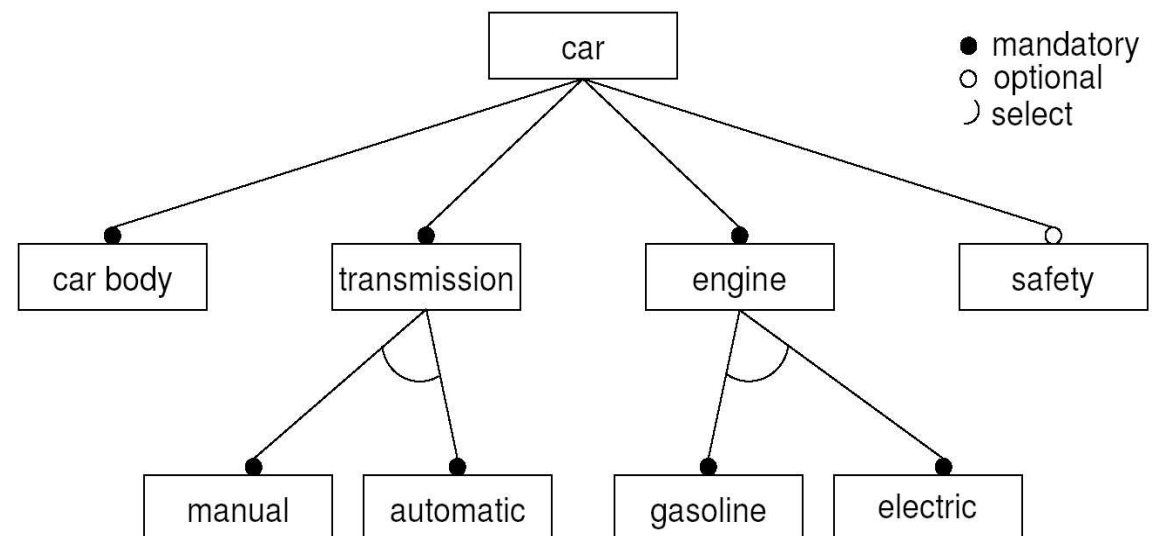 car
mandatory
optional
select
car body
transmission
engine
safety
manual
automatic
gasoline
electric